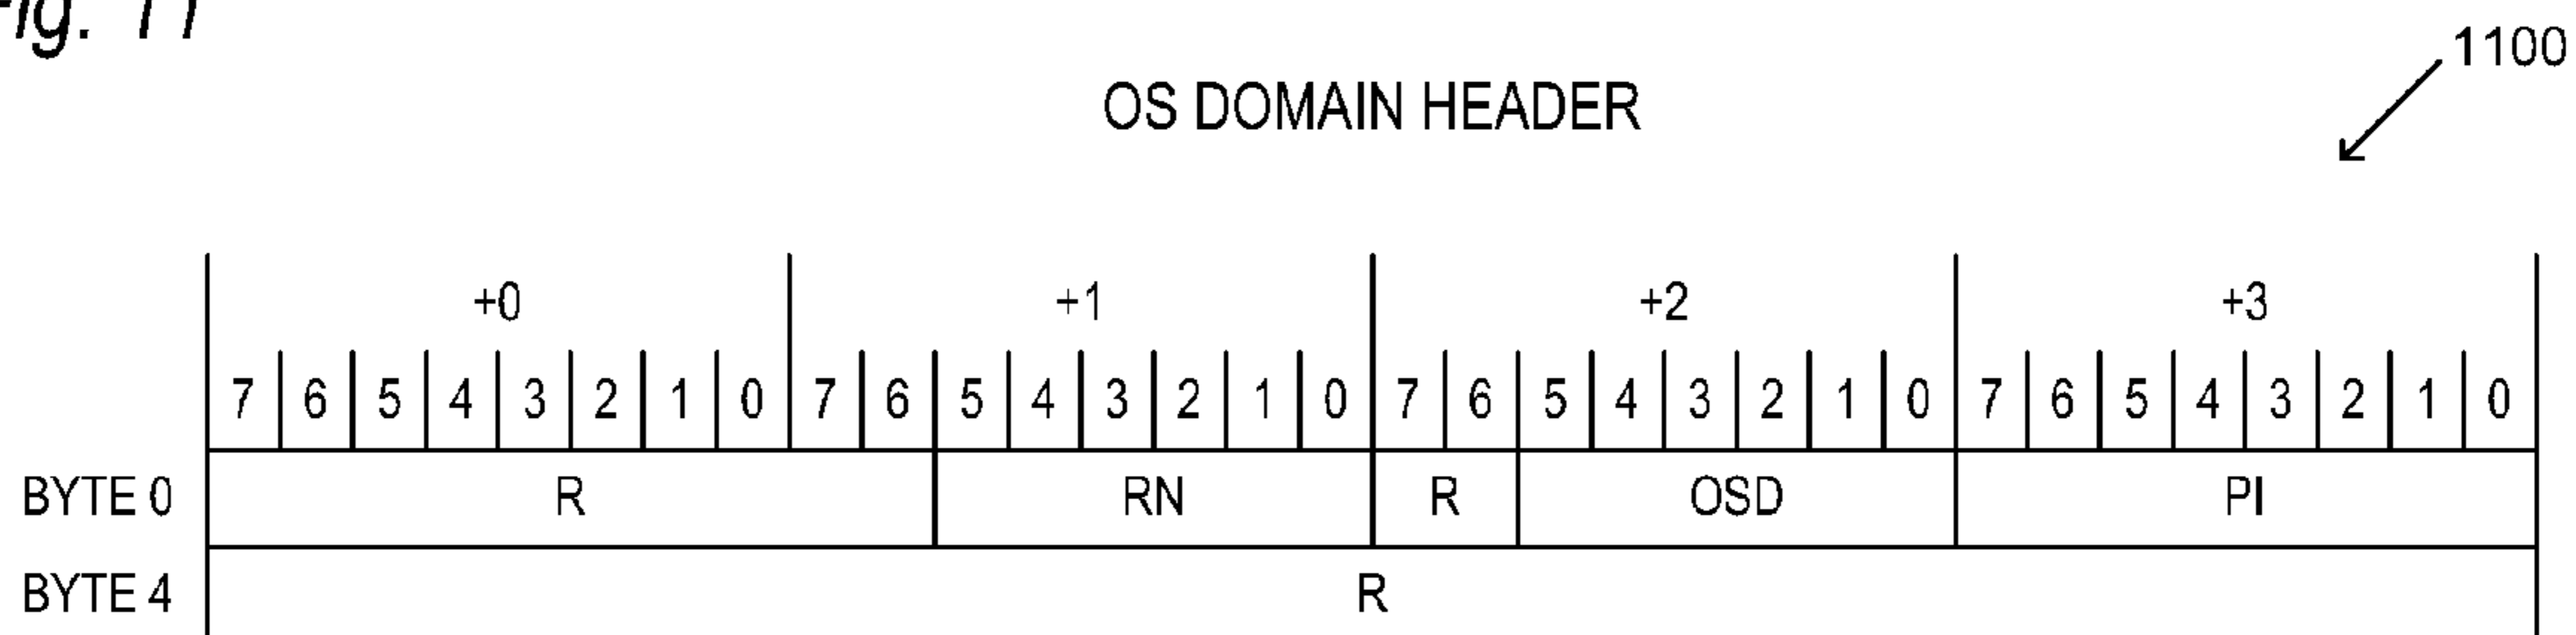 Fig. 11
1100
OS DOMAIN HEADER
+0 +1 +2 +3
7 6 5 4 3 2 1 0 7 6 5 4 3 2 1 0 7 6 5 4 3 2 1 0 7 6 5 4 3 2 1 0
BYTE 0 R RN R OSD PI
BYTE 4 R